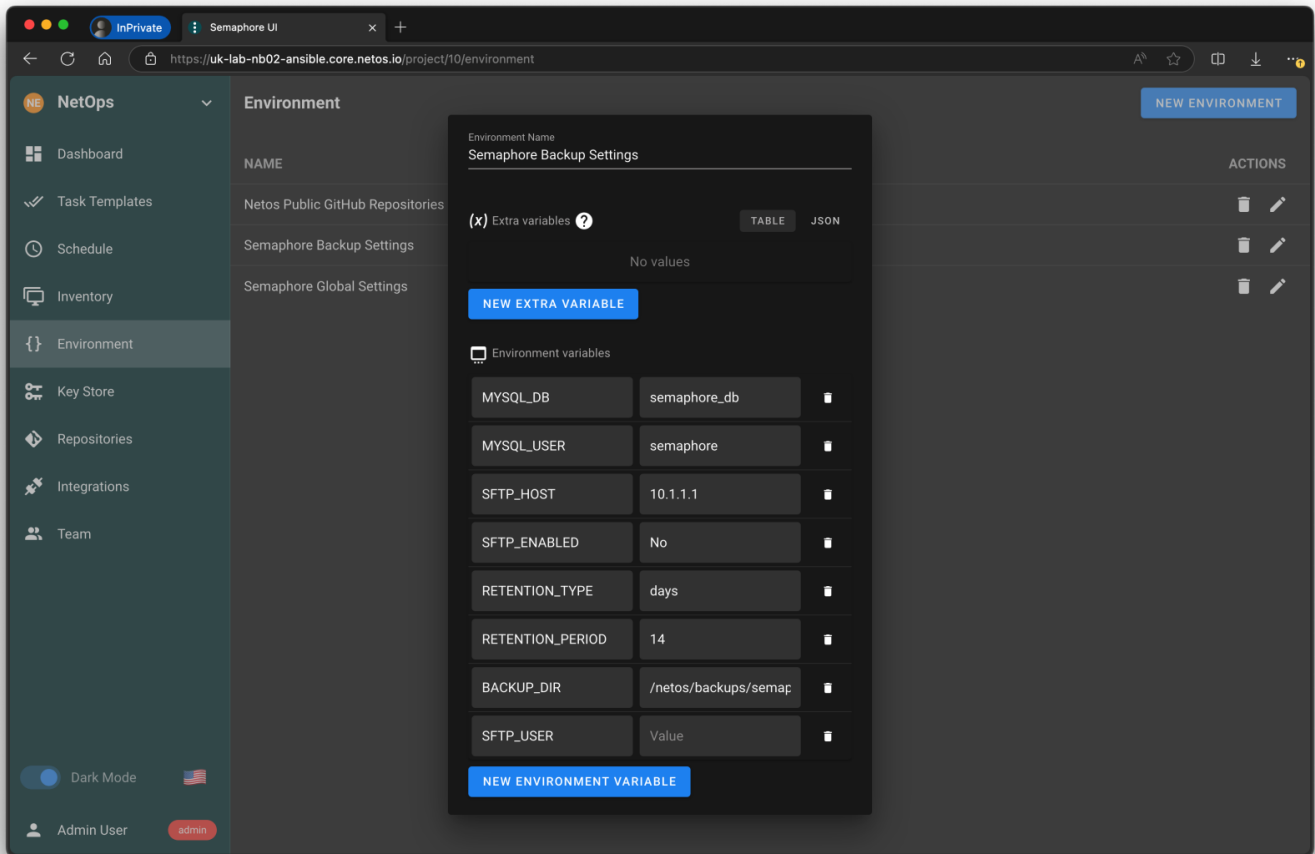 InPrivate
Semaphore UI
https://uk-lab-nb02-ansible.core.netos.io/project/10/environment
NE
NetOps
Dashboard
Task Templates
Schedule
Inventory
{} Environment
Key Store
Repositories
Integrations
Team
Dark Mode
Admin User
admin
Environment
NEW ENVIRONMENT
NAME
ACTIONS
Netos Public GitHub Repositories
Semaphore Backup Settings
Semaphore Global Settings
Environment Name
Semaphore Backup Settings
(x) Extra variables ?
TABLE
JSON
No values
NEW EXTRA VARIABLE
Environment variables
MYSQL_DB semaphore_db
MYSQL_USER semaphore
SFTP_HOST 10.1.1.1
SFTP_ENABLED No
RETENTION_TYPE days
RETENTION_PERIOD 14
BACKUP_DIR /netos/backups/semap
SFTP_USER Value
NEW ENVIRONMENT VARIABLE